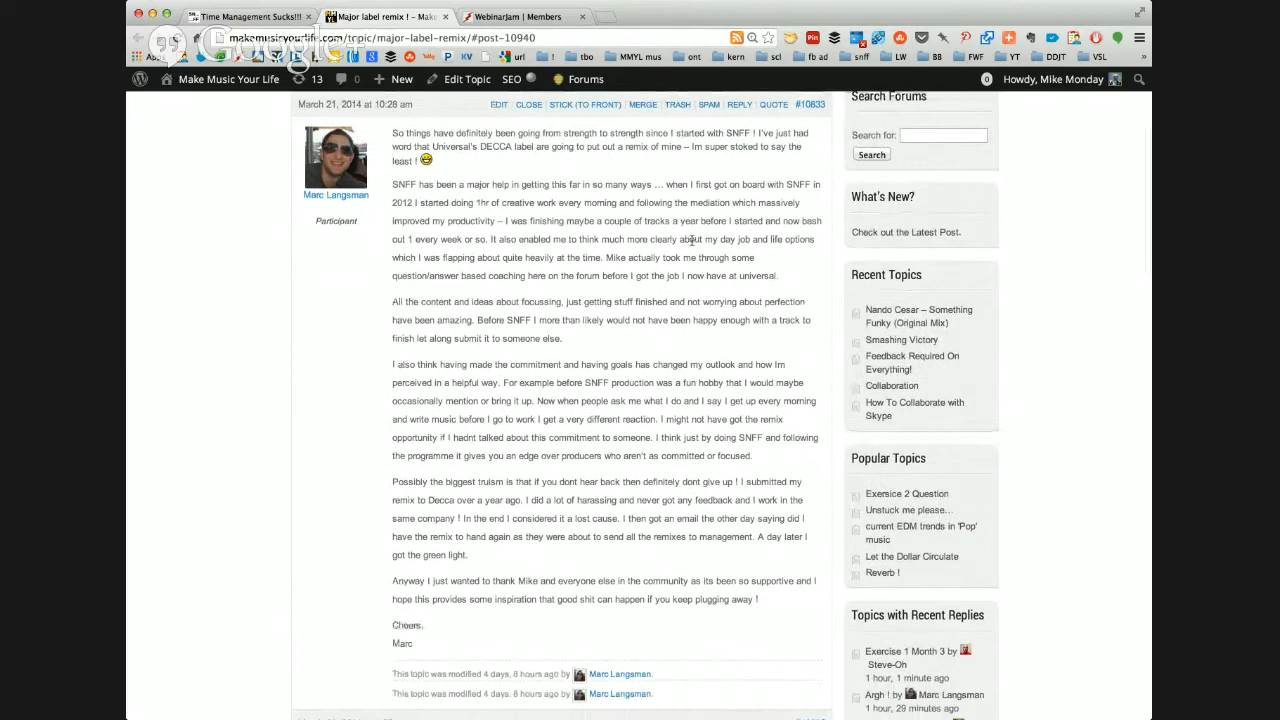 Time Management Sucks!!!
Major label remix ! – Make
WebinarJam | Members
Google+
makemusicyourlife.com/topic/major-label-remix/#post-10940
Apps
url
!
tbo
MMYL mus
ont
kern
scl
fb ad
snff
LW
BB
FWF
YT
DDJT
VSL
Make Music Your Life
13
0
New
Edit Topic
SEO
Forums
0
Howdy, Mike Monday
March 21, 2014 at 10:28 am
EDIT | CLOSE | STICK (TO FRONT) | MERGE | TRASH | SPAM | REPLY | QUOTE #10833
Marc Langsman
Participant
So things have definitely been going from strength to strength since I started with SNFF ! I've just had
word that Universal's DECCA label are going to put out a remix of mine – Im super stoked to say the
least !
SNFF has been a major help in getting this far in so many ways … when I first got on board with SNFF in
2012 I started doing 1hr of creative work every morning and following the mediation which massively
improved my productivity – I was finishing maybe a couple of tracks a year before I started and now bash
out 1 every week or so. It also enabled me to think much more clearly about my day job and life options
which I was flapping about quite heavily at the time. Mike actually took me through some
question/answer based coaching here on the forum before I got the job I now have at universal.
All the content and ideas about focussing, just getting stuff finished and not worrying about perfection
have been amazing. Before SNFF I more than likely would not have been happy enough with a track to
finish let along submit it to someone else.
I also think having made the commitment and having goals has changed my outlook and how Im
perceived in a helpful way. For example before SNFF production was a fun hobby that I would maybe
occasionally mention or bring it up. Now when people ask me what I do and I say I get up every morning
and write music before I go to work I get a very different reaction. I might not have got the remix
opportunity if I hadnt talked about this commitment to someone. I think just by doing SNFF and following
the programme it gives you an edge over producers who aren't as committed or focused.
Possibly the biggest truism is that if you dont hear back then definitely dont give up ! I submitted my
remix to Decca over a year ago. I did a lot of harassing and never got any feedback and I work in the
same company ! In the end I considered it a lost cause. I then got an email the other day saying did I
have the remix to hand again as they were about to send all the remixes to management. A day later I
got the green light.
Anyway I just wanted to thank Mike and everyone else in the community as its been so supportive and I
hope this provides some inspiration that good shit can happen if you keep plugging away !
Cheers,
Marc
This topic was modified 4 days, 8 hours ago by Marc Langsman.
This topic was modified 4 days, 8 hours ago by Marc Langsman.
Search Forums
Search for:
Search
What's New?
Check out the Latest Post.
Recent Topics
Nando Cesar – Something
Funky (Original Mix)
Smashing Victory
Feedback Required On
Everything!
Collaboration
How To Collaborate with
Skype
Popular Topics
Exersice 2 Question
Unstuck me please…
current EDM trends in 'Pop'
music
Let the Dollar Circulate
Reverb !
Topics with Recent Replies
Exercise 1 Month 3 by
Steve-Oh
1 hour, 1 minute ago
Argh ! by Marc Langsman
1 hour, 29 minutes ago